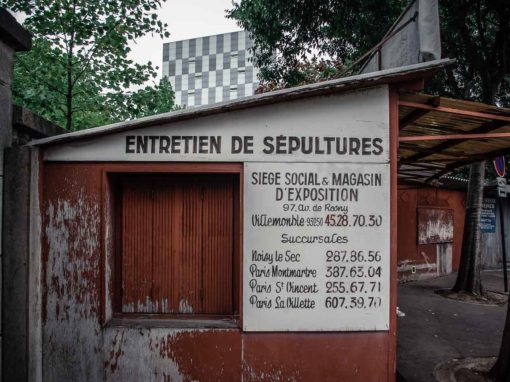 ENTRETIEN DE SÉPULTURES
SIEGE SOCIAL & MAGASIN
D'EXPOSITION
97, Av. de Rosny
Villemomble 93250 45.28.70.30
Succursales
Noisy le Sec 287.86.56
Paris Montmartre 387.63.04
Paris St Vincent 255.67.71
Paris La Villette 607.39.70